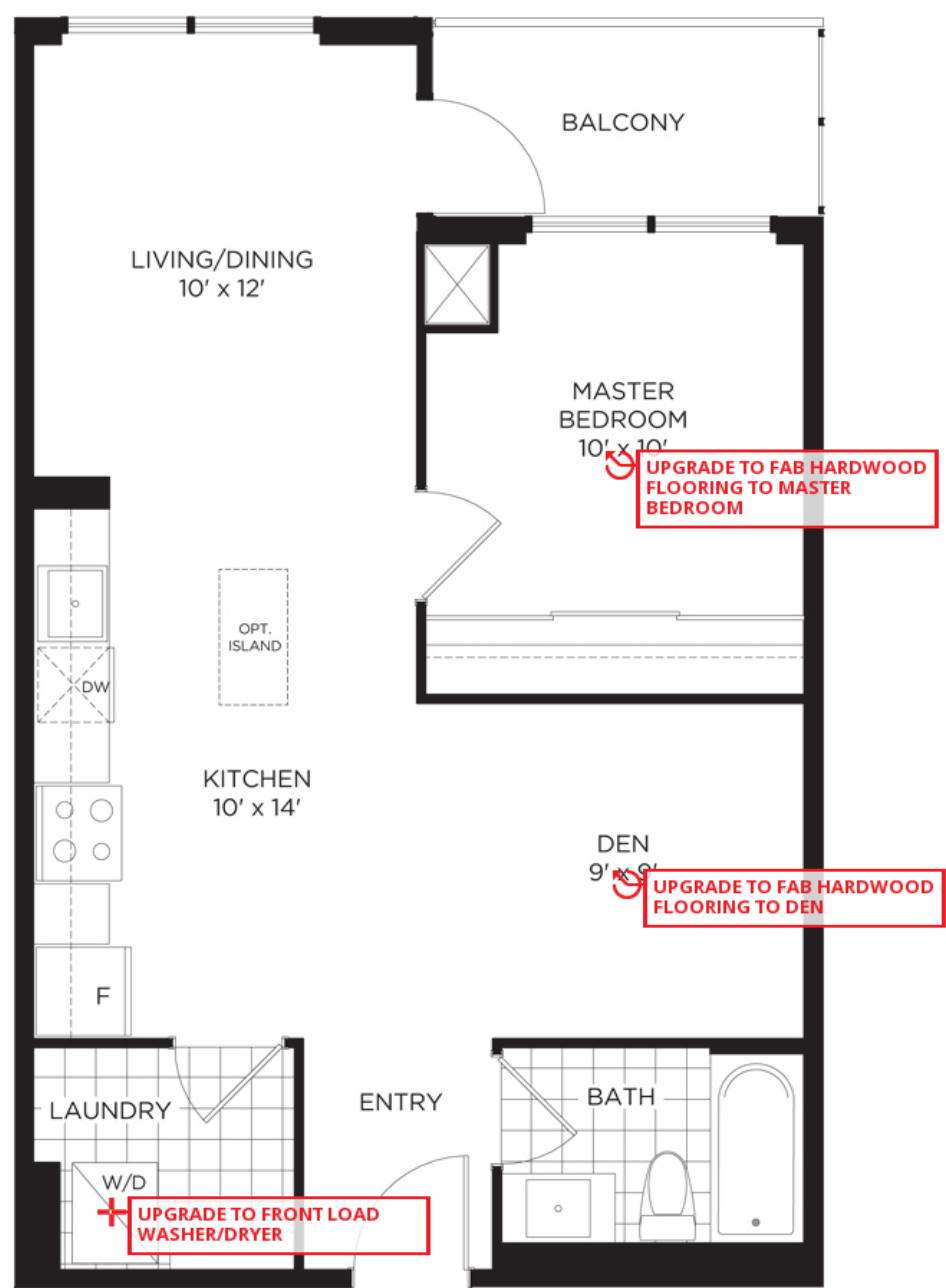 BALCONY
LIVING/DINING
10' x 12'
MASTER
BEDROOM
10' x 10'
UPGRADE TO FAB HARDWOOD
FLOORING TO MASTER
BEDROOM
OPT.
ISLAND
DW
KITCHEN
10' x 14'
DEN
9' x 9'
UPGRADE TO FAB HARDWOOD
FLOORING TO DEN
F
LAUNDRY
ENTRY
BATH
W/D
UPGRADE TO FRONT LOAD
WASHER/DRYER